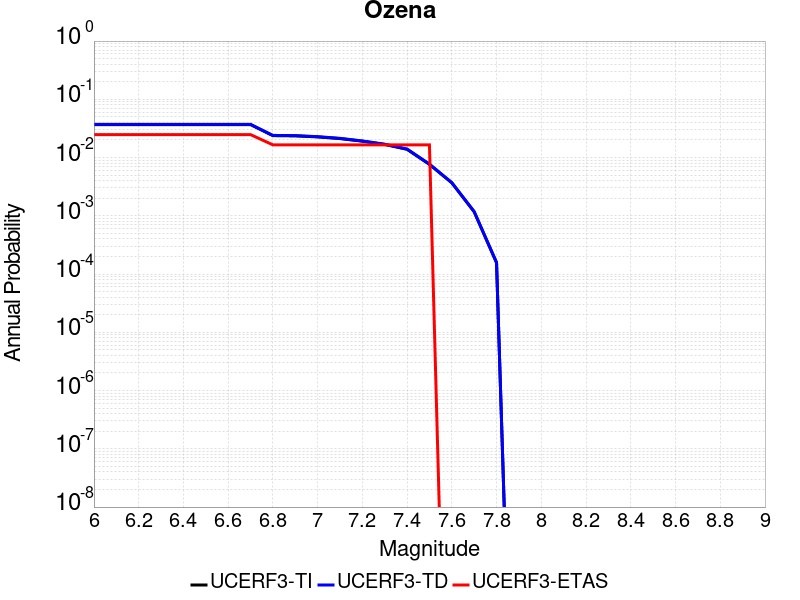 Ozena
10^0
10^-1
10^-2
10^-3
10^-4
10^-5
10^-6
10^-7
10^-8
Annual Probability
6 6.2 6.4 6.6 6.8 7 7.2 7.4 7.6 7.8 8 8.2 8.4 8.6 8.8 9
Magnitude
UCERF3-TI UCERF3-TD UCERF3-ETAS